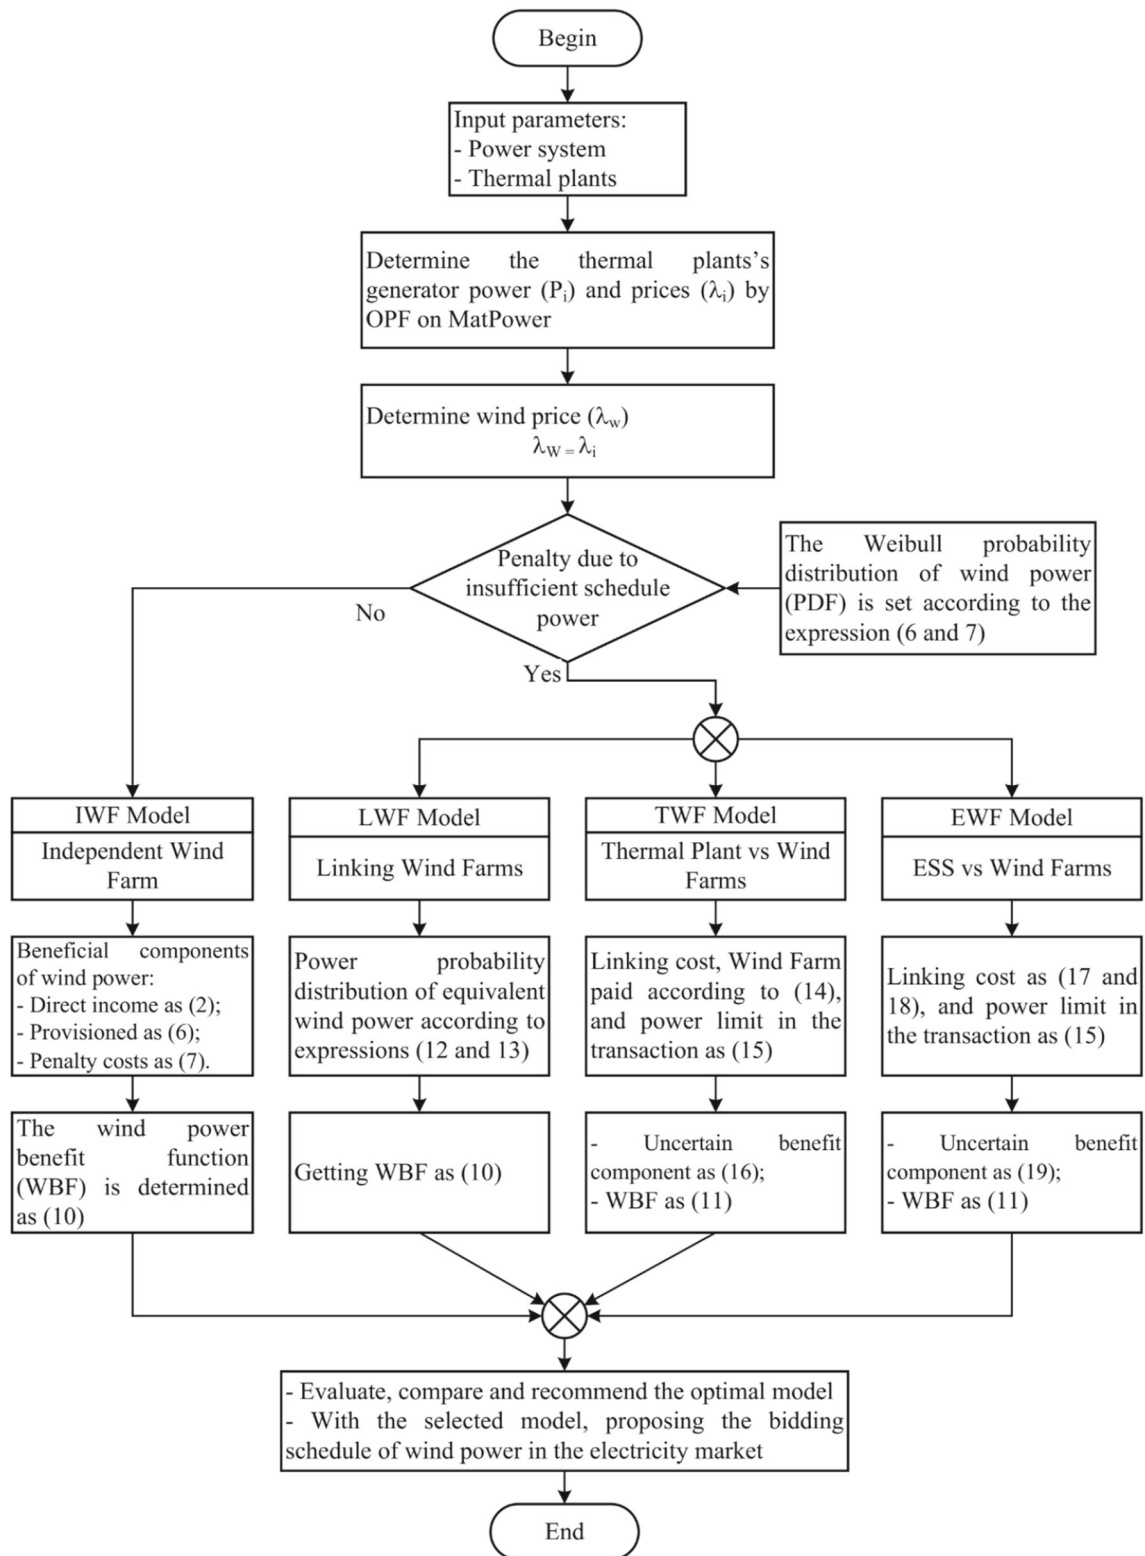 Begin
Input parameters:
- Power system
- Thermal plants
Determine the thermal plants's
generator power (Pi) and prices (λi) by
OPF on MatPower
Determine wind price (λw)
λW = λi
Penalty due to
insufficient schedule
power
The Weibull probability
distribution of wind power
(PDF) is set according to the
expression (6 and 7)
No
Yes
IWF Model
Independent Wind
Farm
LWF Model
Linking Wind Farms
TWF Model
Thermal Plant vs Wind
Farms
EWF Model
ESS vs Wind Farms
Beneficial components
of wind power:
- Direct income as (2);
- Provisioned as (6);
- Penalty costs as (7).
Power probability
distribution of equivalent
wind power according to
expressions (12 and 13)
Linking cost, Wind Farm
paid according to (14),
and power limit in the
transaction as (15)
Linking cost as (17 and
18), and power limit in
the transaction as (15)
The wind power
benefit function
(WBF) is determined
as (10)
Getting WBF as (10)
- Uncertain benefit
component as (16);
- WBF as (11)
- Uncertain benefit
component as (19);
- WBF as (11)
- Evaluate, compare and recommend the optimal model
- With the selected model, proposing the bidding
schedule of wind power in the electricity market
End